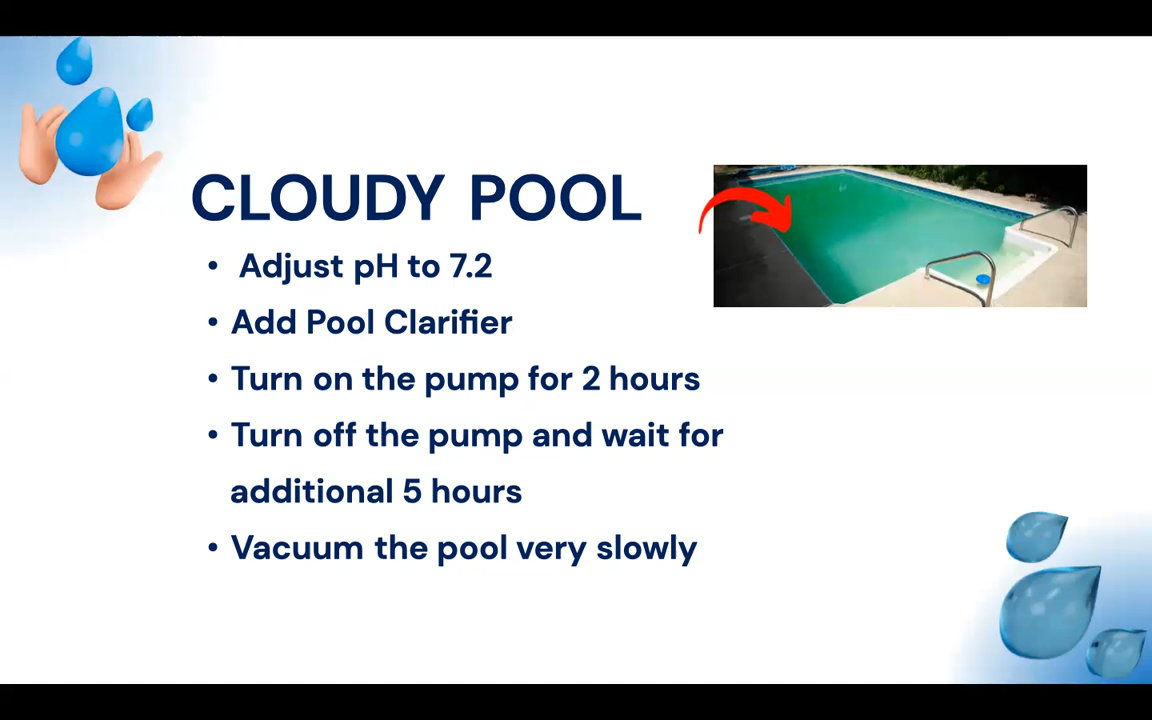 CLOUDY POOL
• Adjust pH to 7.2
• Add Pool Clarifier
• Turn on the pump for 2 hours
• Turn off the pump and wait for
additional 5 hours
• Vacuum the pool very slowly